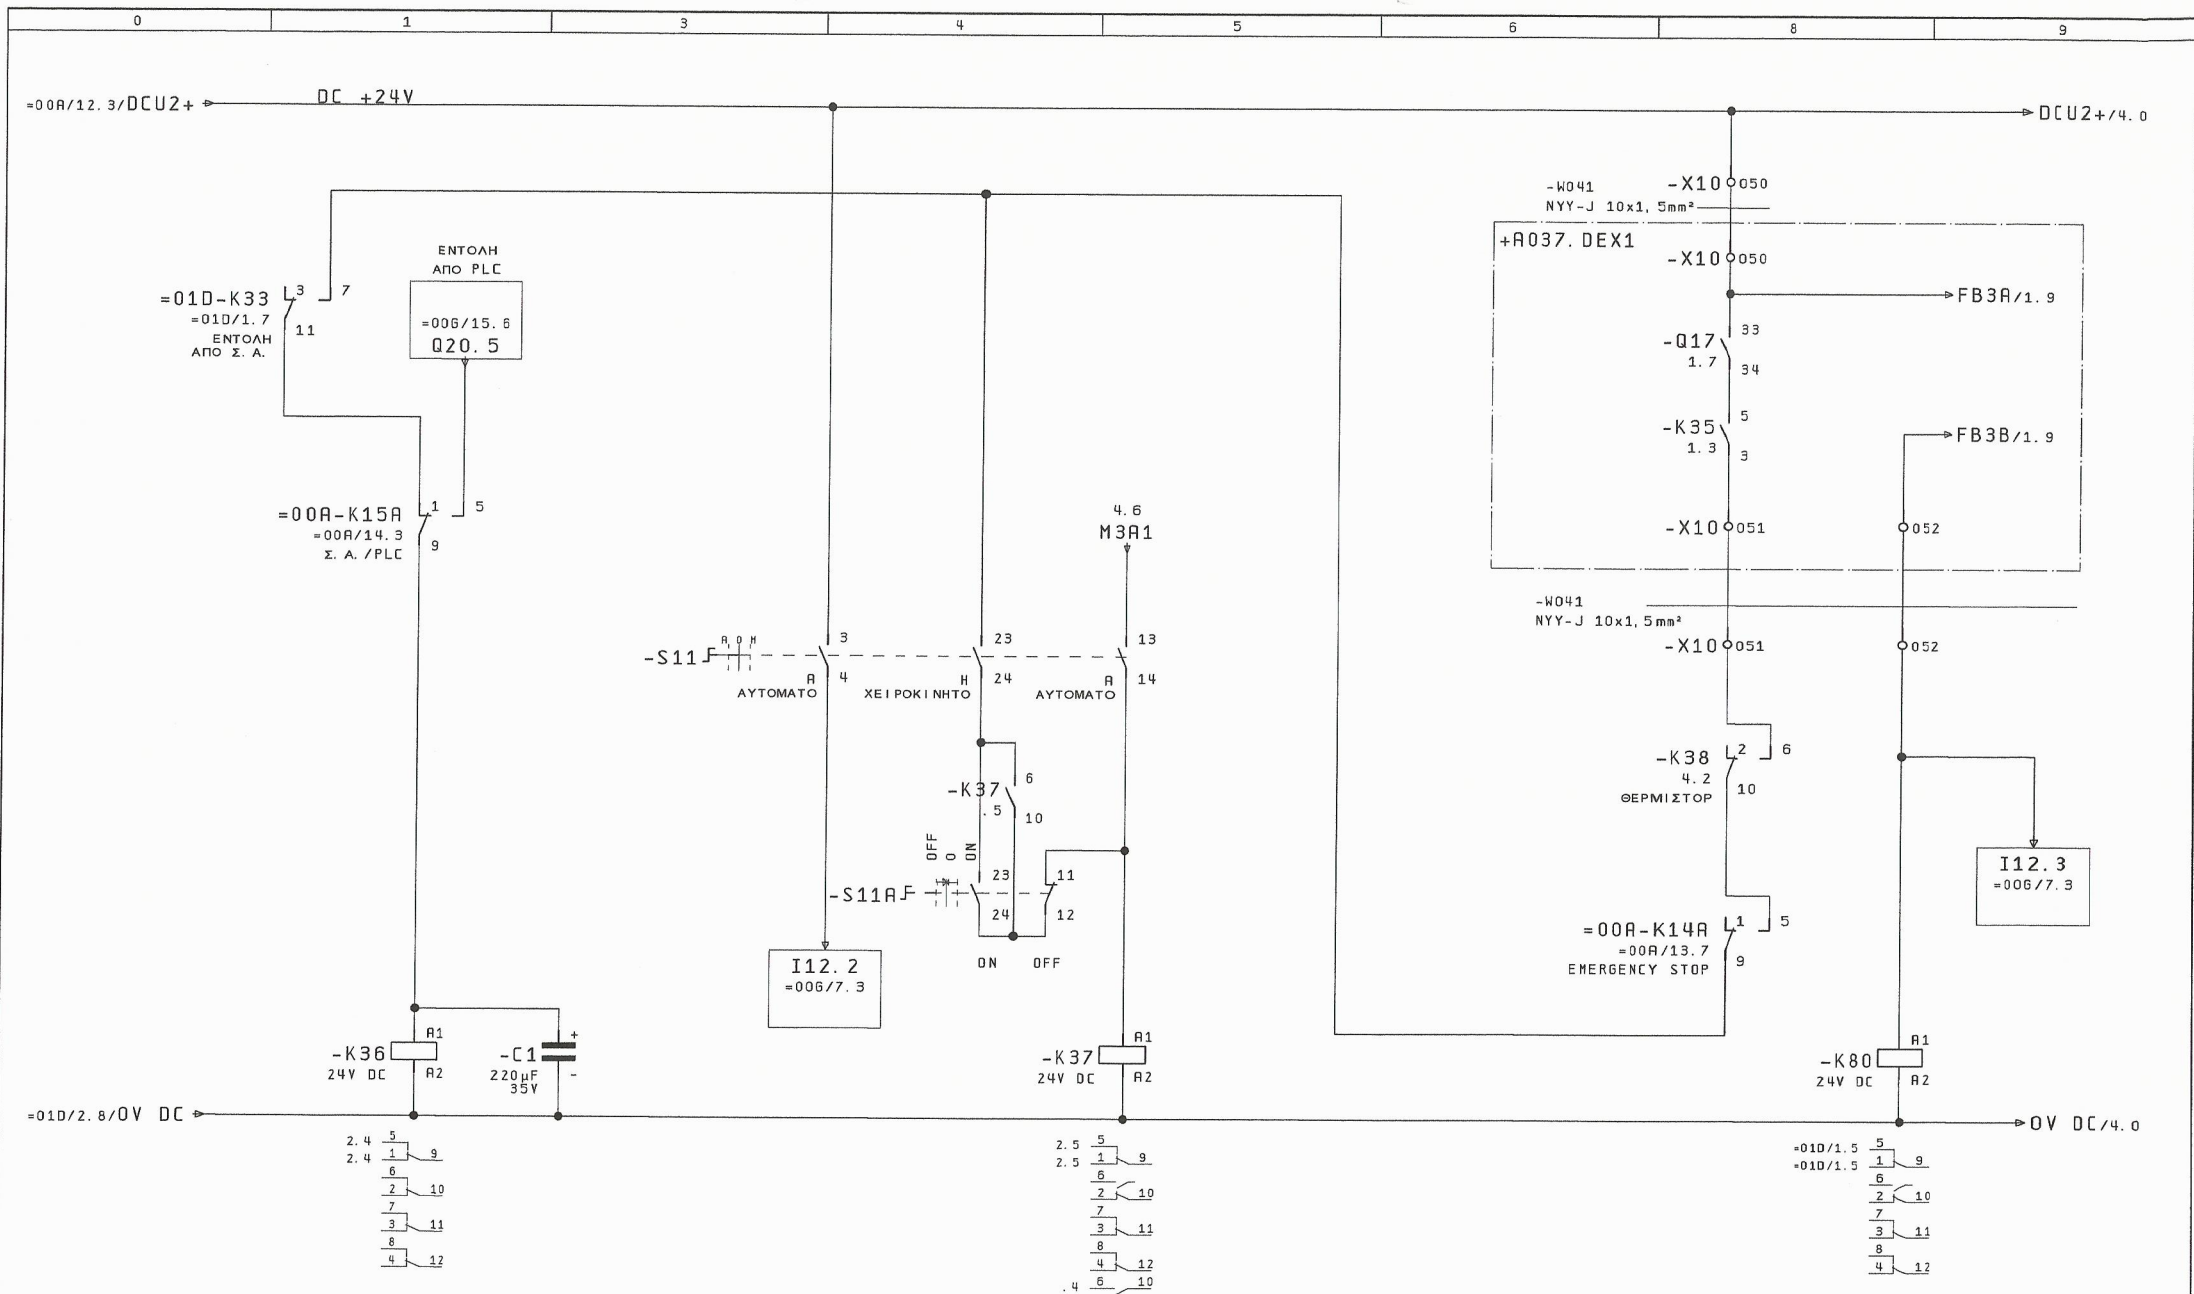 0 1 3 4 5 6 8 9
=00A/12.3/DCU2+
DC +24V
DCU2+/4.0
-W041
NYY-J 10x1,5mm²
-X10 050
+A037.DEX1
-X10 050
FB3A/1.9
-Q17
1.7
33
34
-K35
1.3
5
3
FB3B/1.9
-X10 051
052
-W041
NYY-J 10x1,5mm²
-X10 051
052
-K38
4.2
ΘΕΡΜΙΣΤΟΡ
2
6
10
=00A-K14A
=00A/13.7
EMERGENCY STOP
1
5
9
I12.3
=00G/7.3
-K80
24V DC
A1
A2
ΕΝΤΟΛΗ
ΑΠΟ PLC
=00G/15.6
Q20.5
=01D-K33
=01D/1.7
ΕΝΤΟΛΗ
ΑΠΟ Σ.Α.
3
7
11
=00A-K15A
=00A/14.3
Σ.Α./PLC
1
5
9
4.6
M3A1
-S11
A 0 H
3
4
A
ΑΥΤΟΜΑΤΟ
23
24
H
ΧΕΙΡΟΚΙΝΗΤΟ
13
14
A
ΑΥΤΟΜΑΤΟ
-K37
.5
6
10
OFF
0
ON
-S11A
23
24
11
12
ON OFF
I12.2
=00G/7.3
-K36
24V DC
A1
A2
-C1
220µF
35V
+
-
-K37
24V DC
A1
A2
=01D/2.8/0V DC
0V DC/4.0
2.4 5
2.4 1 9
6
2 10
7
3 11
8
4 12
2.5 5
2.5 1 9
6
2 10
7
3 11
8
4 12
.4 6 10
=01D/1.5 5
=01D/1.5 1 9
6
2 10
7
3 11
8
4 12